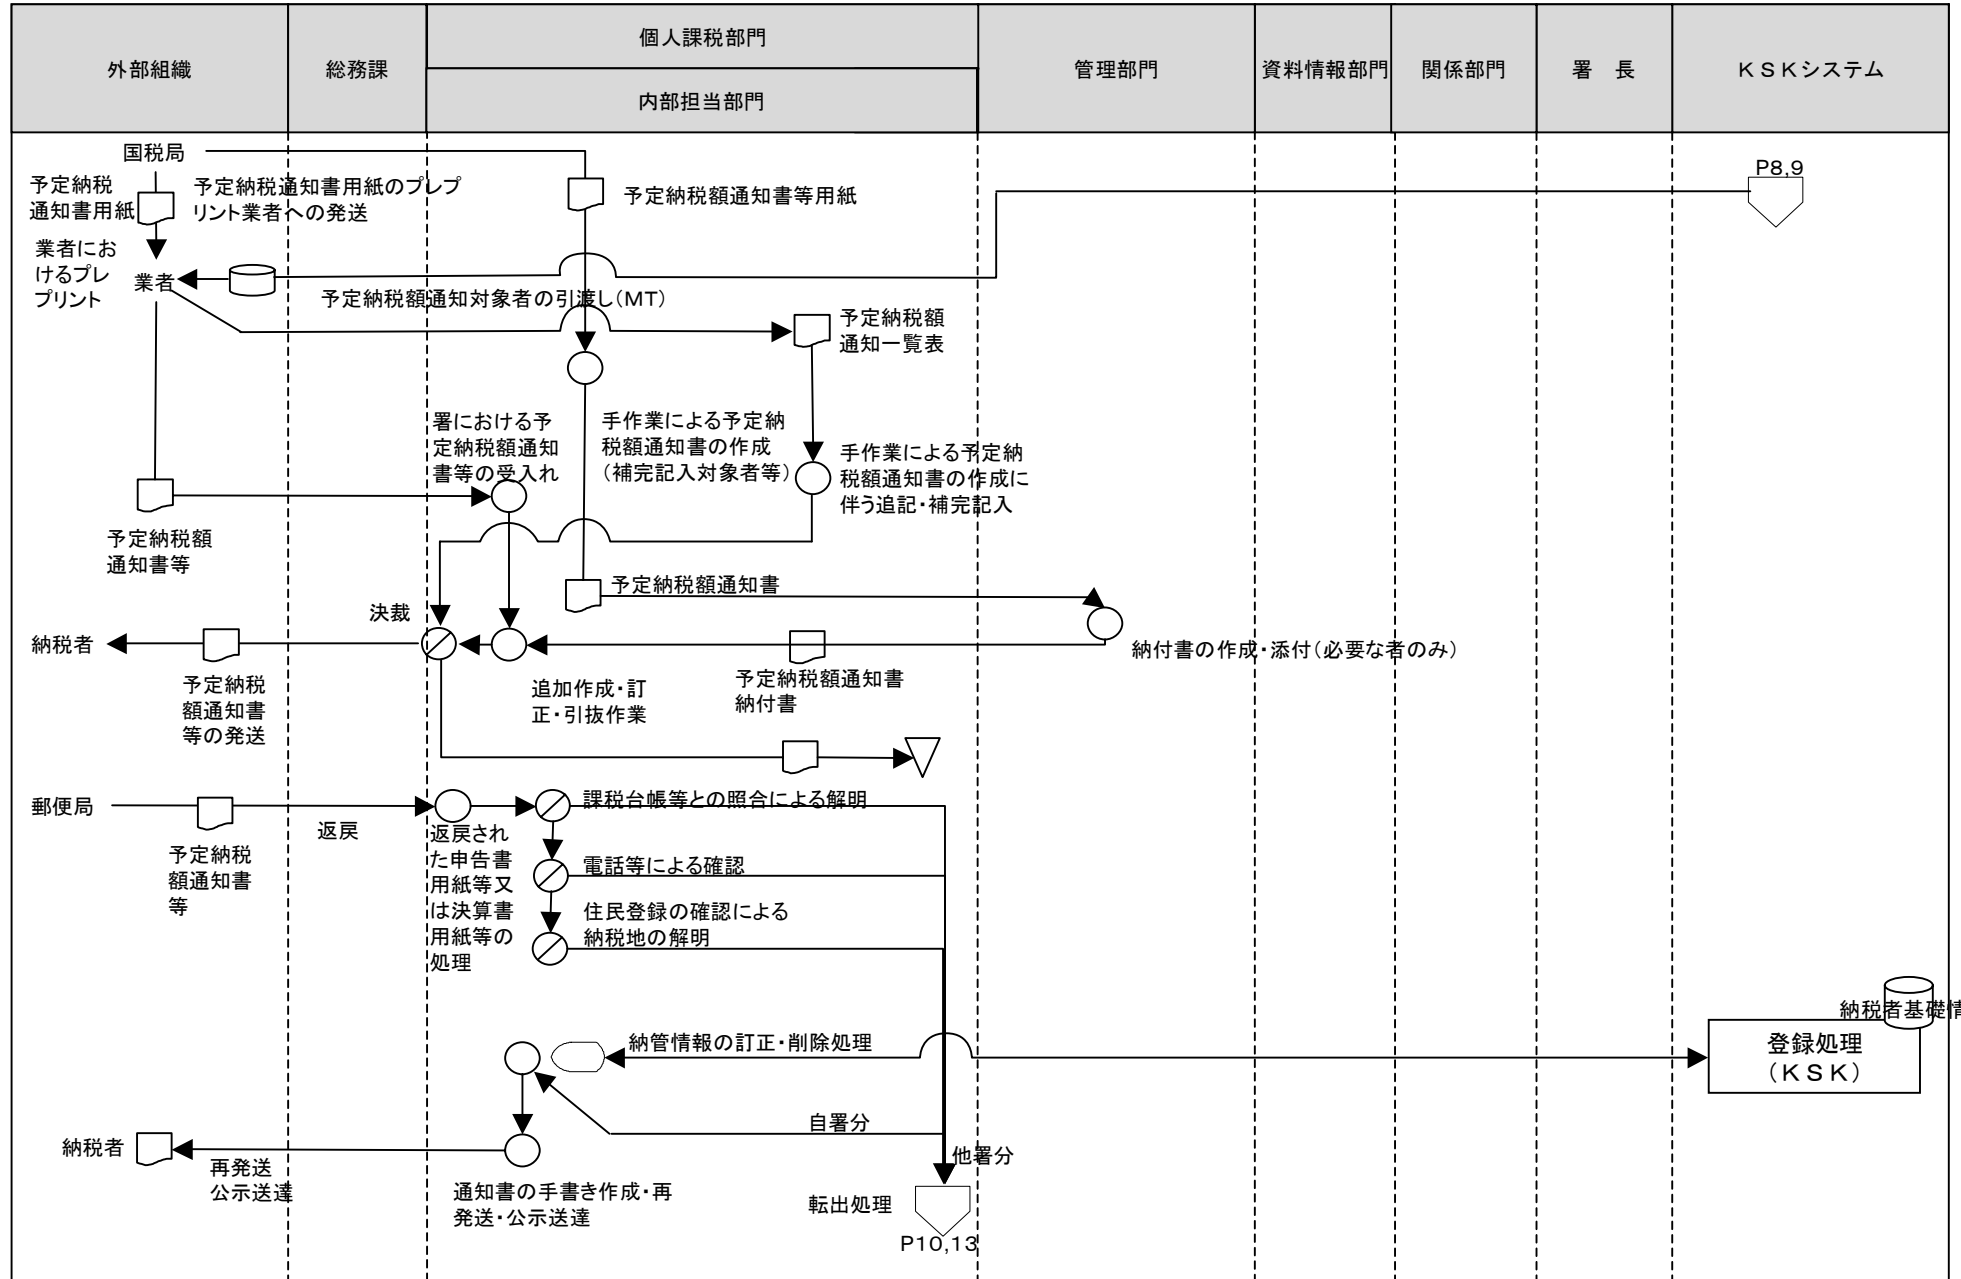 外部組織
総務課
個人課税部門
内部担当部門
管理部門
資料情報部門
関係部門
署　長
ＫＳＫシステム
国税局
予定納税
通知書用紙
予定納税通知書用紙のプレプ
リント業者への発送
予定納税額通知書等用紙
P8,9
業者にお
けるプレ
プリント
業者
予定納税額通知対象者の引渡し(MT)
予定納税額
通知一覧表
署における予
定納税額通知
書等の受入れ
手作業による予定納
税額通知書の作成
(補完記入対象者等)
手作業による予定納
税額通知書の作成に
伴う追記・補完記入
予定納税額
通知書等
予定納税額通知書
決裁
納税者
納付書の作成・添付(必要な者のみ)
予定納税
額通知書
等の発送
追加作成・訂
正・引抜作業
予定納税額通知書
納付書
郵便局
返戻
課税台帳等との照合による解明
予定納税
額通知書
等
返戻され
た申告書
用紙等又
は決算書
用紙等の
処理
電話等による確認
住民登録の確認による
納税地の解明
納税者基礎情
納管情報の訂正・削除処理
登録処理
(ＫＳＫ)
自署分
納税者
再発送
公示送達
他署分
通知書の手書き作成・再
発送・公示送達
転出処理
P10,13